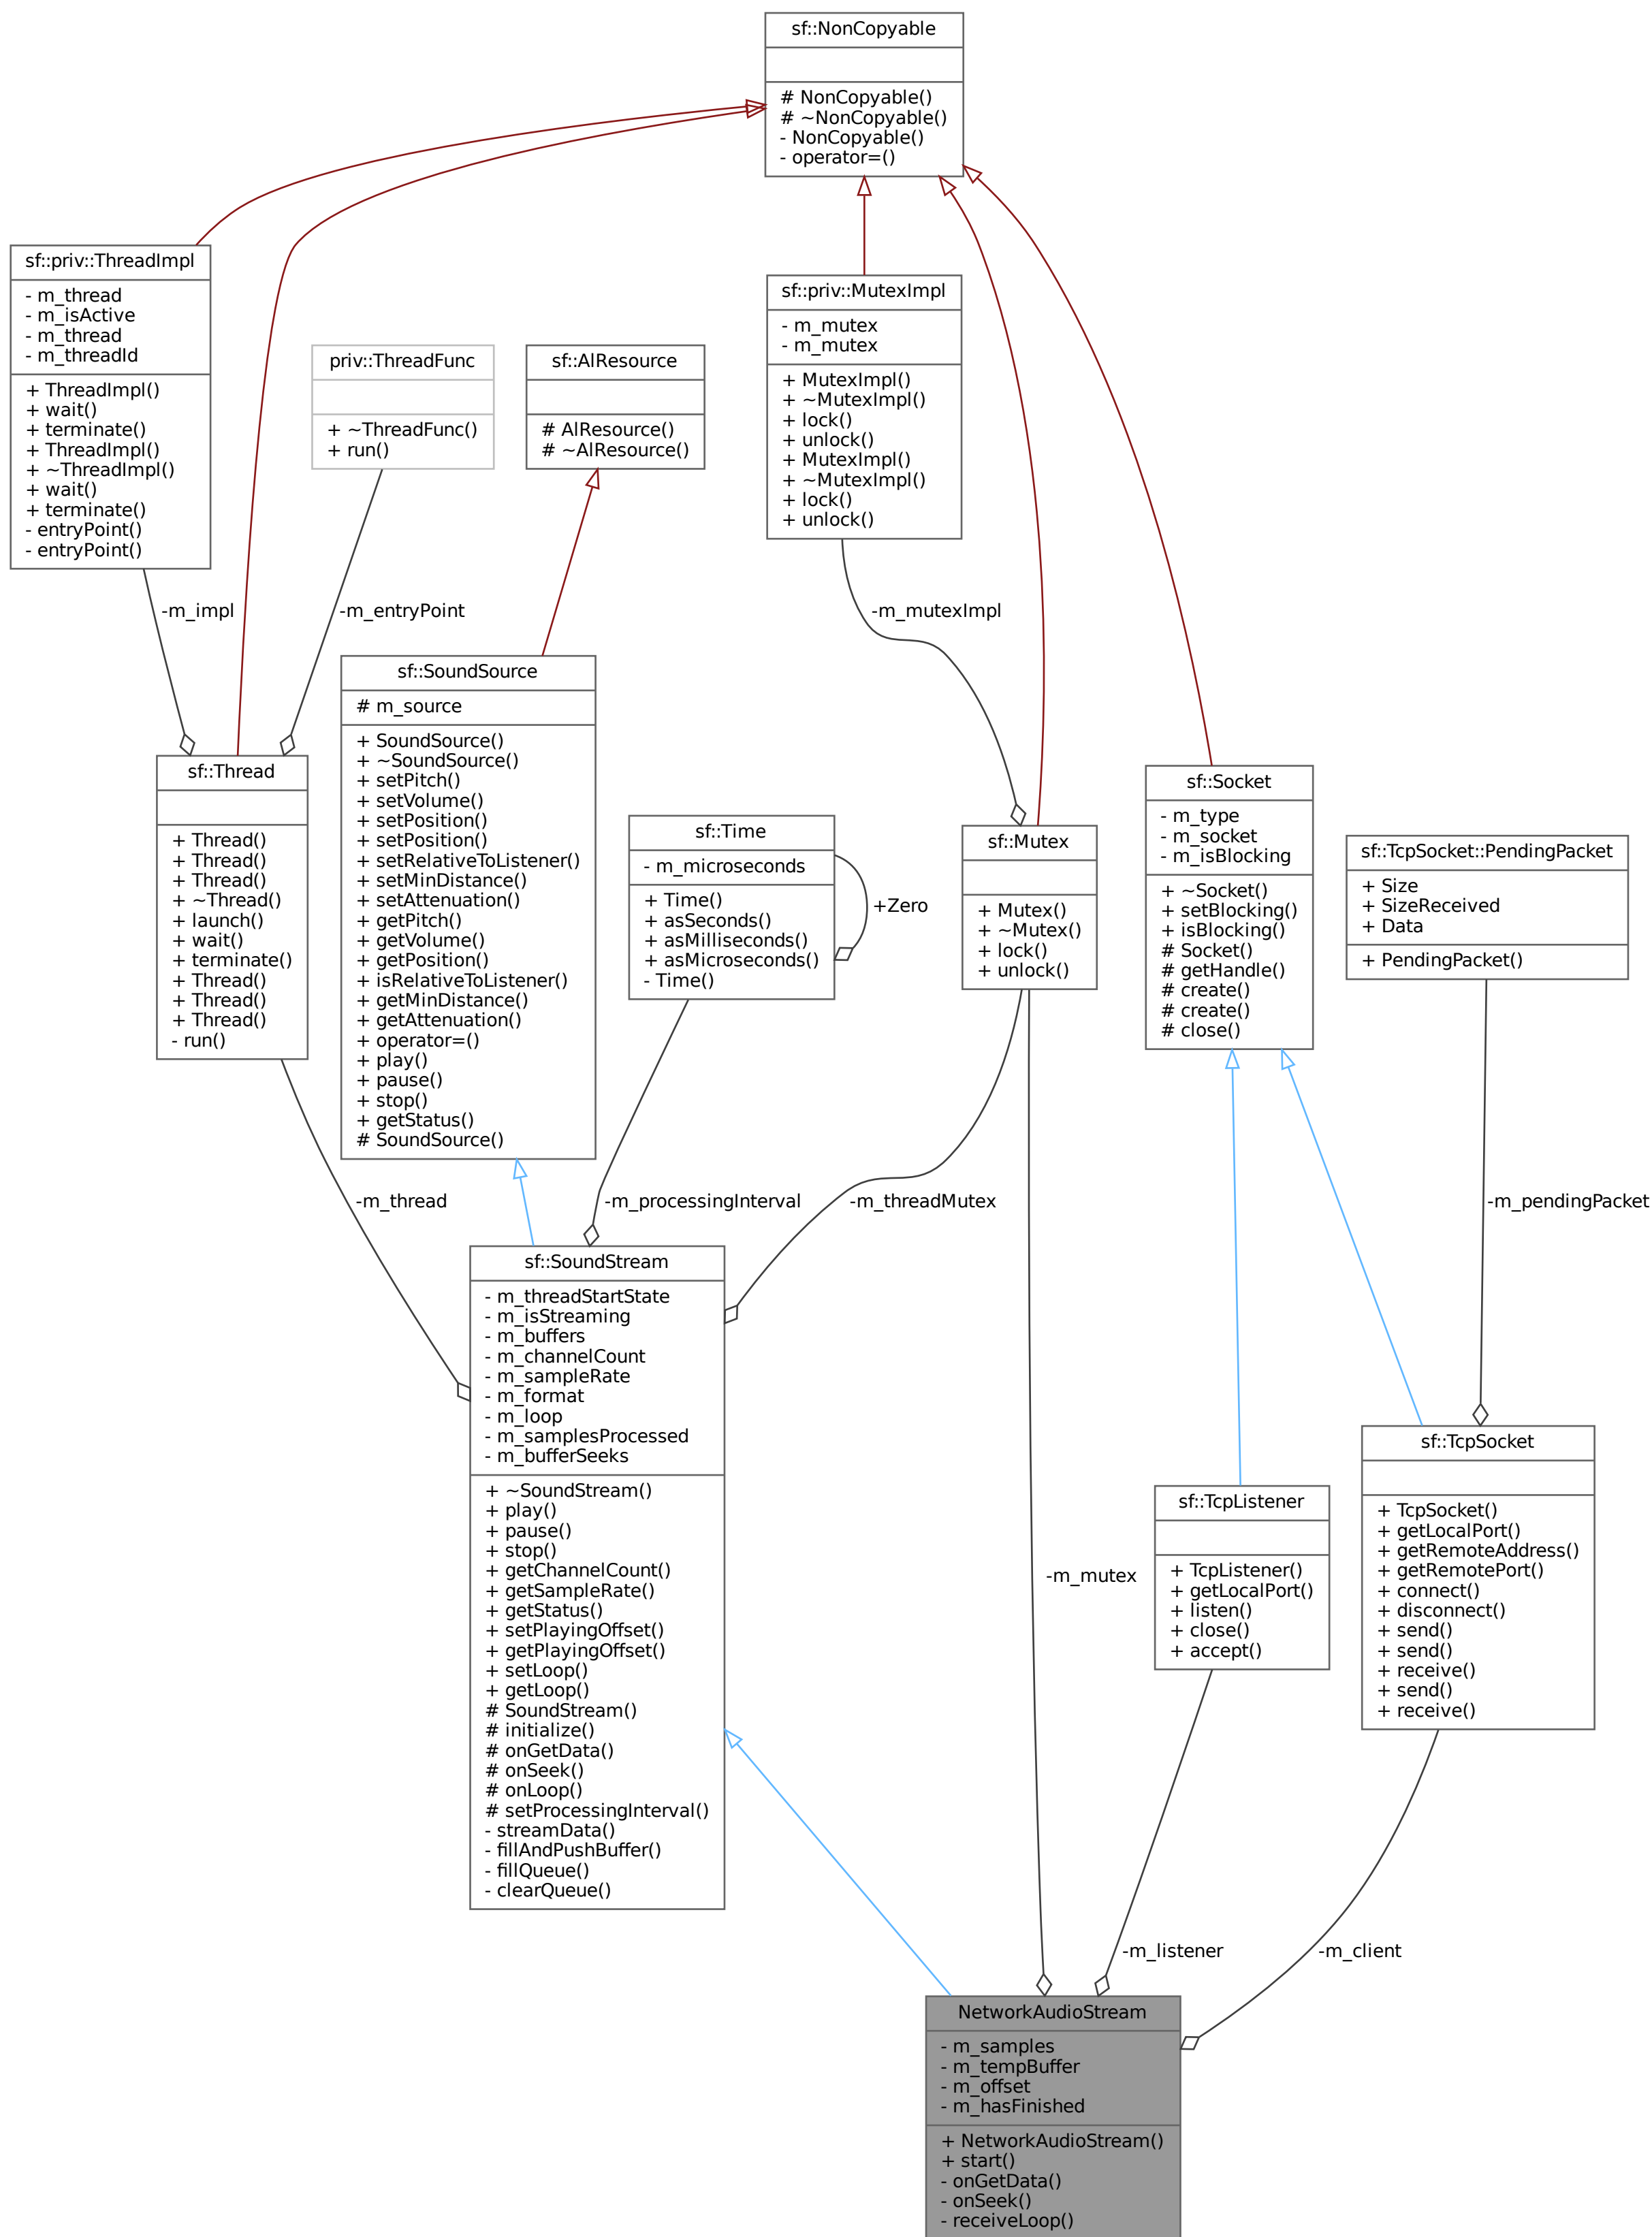 sf::NonCopyable
# NonCopyable()
# ~NonCopyable()
- NonCopyable()
- operator=()
sf::priv::ThreadImpl
- m_thread
- m_isActive
- m_thread
- m_threadId
+ ThreadImpl()
+ wait()
+ terminate()
+ ThreadImpl()
+ ~ThreadImpl()
+ wait()
+ terminate()
- entryPoint()
- entryPoint()
priv::ThreadFunc
+ ~ThreadFunc()
+ run()
sf::AlResource
# AlResource()
# ~AlResource()
sf::priv::MutexImpl
- m_mutex
- m_mutex
+ MutexImpl()
+ ~MutexImpl()
+ lock()
+ unlock()
+ MutexImpl()
+ ~MutexImpl()
+ lock()
+ unlock()
-m_impl
-m_entryPoint
-m_mutexImpl
sf::Thread
+ Thread()
+ Thread()
+ Thread()
+ ~Thread()
+ launch()
+ wait()
+ terminate()
+ Thread()
+ Thread()
+ Thread()
- run()
sf::SoundSource
# m_source
+ SoundSource()
+ ~SoundSource()
+ setPitch()
+ setVolume()
+ setPosition()
+ setPosition()
+ setRelativeToListener()
+ setMinDistance()
+ setAttenuation()
+ getPitch()
+ getVolume()
+ getPosition()
+ isRelativeToListener()
+ getMinDistance()
+ getAttenuation()
+ operator=()
+ play()
+ pause()
+ stop()
+ getStatus()
# SoundSource()
sf::Time
- m_microseconds
+ Time()
+ asSeconds()
+ asMilliseconds()
+ asMicroseconds()
- Time()
+Zero
sf::Mutex
+ Mutex()
+ ~Mutex()
+ lock()
+ unlock()
sf::Socket
- m_type
- m_socket
- m_isBlocking
+ ~Socket()
+ setBlocking()
+ isBlocking()
# Socket()
# getHandle()
# create()
# create()
# close()
sf::TcpSocket::PendingPacket
+ Size
+ SizeReceived
+ Data
+ PendingPacket()
-m_thread
-m_processingInterval
-m_threadMutex
-m_pendingPacket
sf::SoundStream
- m_threadStartState
- m_isStreaming
- m_buffers
- m_channelCount
- m_sampleRate
- m_format
- m_loop
- m_samplesProcessed
- m_bufferSeeks
+ ~SoundStream()
+ play()
+ pause()
+ stop()
+ getChannelCount()
+ getSampleRate()
+ getStatus()
+ setPlayingOffset()
+ getPlayingOffset()
+ setLoop()
+ getLoop()
# SoundStream()
# initialize()
# onGetData()
# onSeek()
# onLoop()
# setProcessingInterval()
- streamData()
- fillAndPushBuffer()
- fillQueue()
- clearQueue()
-m_mutex
sf::TcpListener
+ TcpListener()
+ getLocalPort()
+ listen()
+ close()
+ accept()
sf::TcpSocket
+ TcpSocket()
+ getLocalPort()
+ getRemoteAddress()
+ getRemotePort()
+ connect()
+ disconnect()
+ send()
+ send()
+ receive()
+ send()
+ receive()
-m_listener
-m_client
NetworkAudioStream
- m_samples
- m_tempBuffer
- m_offset
- m_hasFinished
+ NetworkAudioStream()
+ start()
- onGetData()
- onSeek()
- receiveLoop()